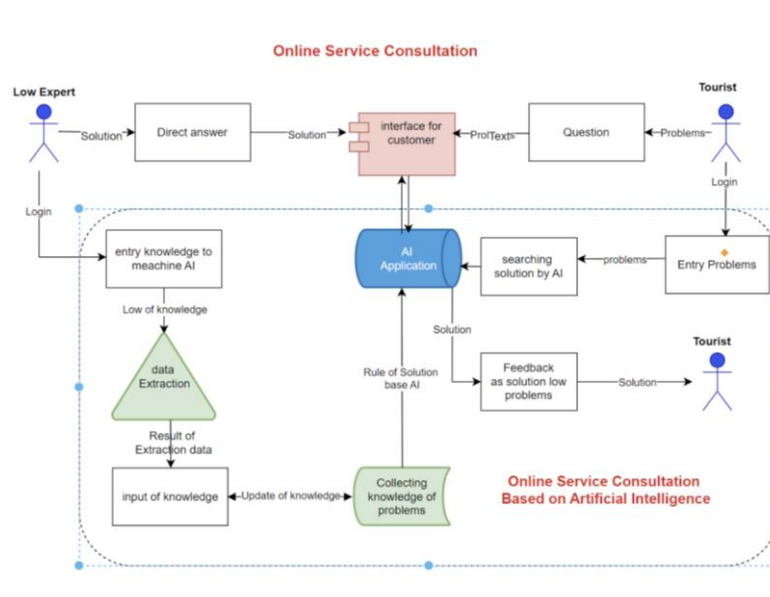 Online Service Consultation
Low Expert
Tourist
Solution
Direct answer
Solution
interface for
customer
ProlTexts
Question
Problems
Login
Login
entry knowledge to
meachine AI
AI
Application
searching
solution by AI
problems
Entry Problems
Low of knowledge
Solution
Tourist
data
Extraction
Rule of Solution
base AI
Feedback
as solution low
problems
Solution
Result of
Extraction data
input of knowledge
Update of knowledge
Collecting
knowledge of
problems
Online Service Consultation
Based on Artificial Intelligence